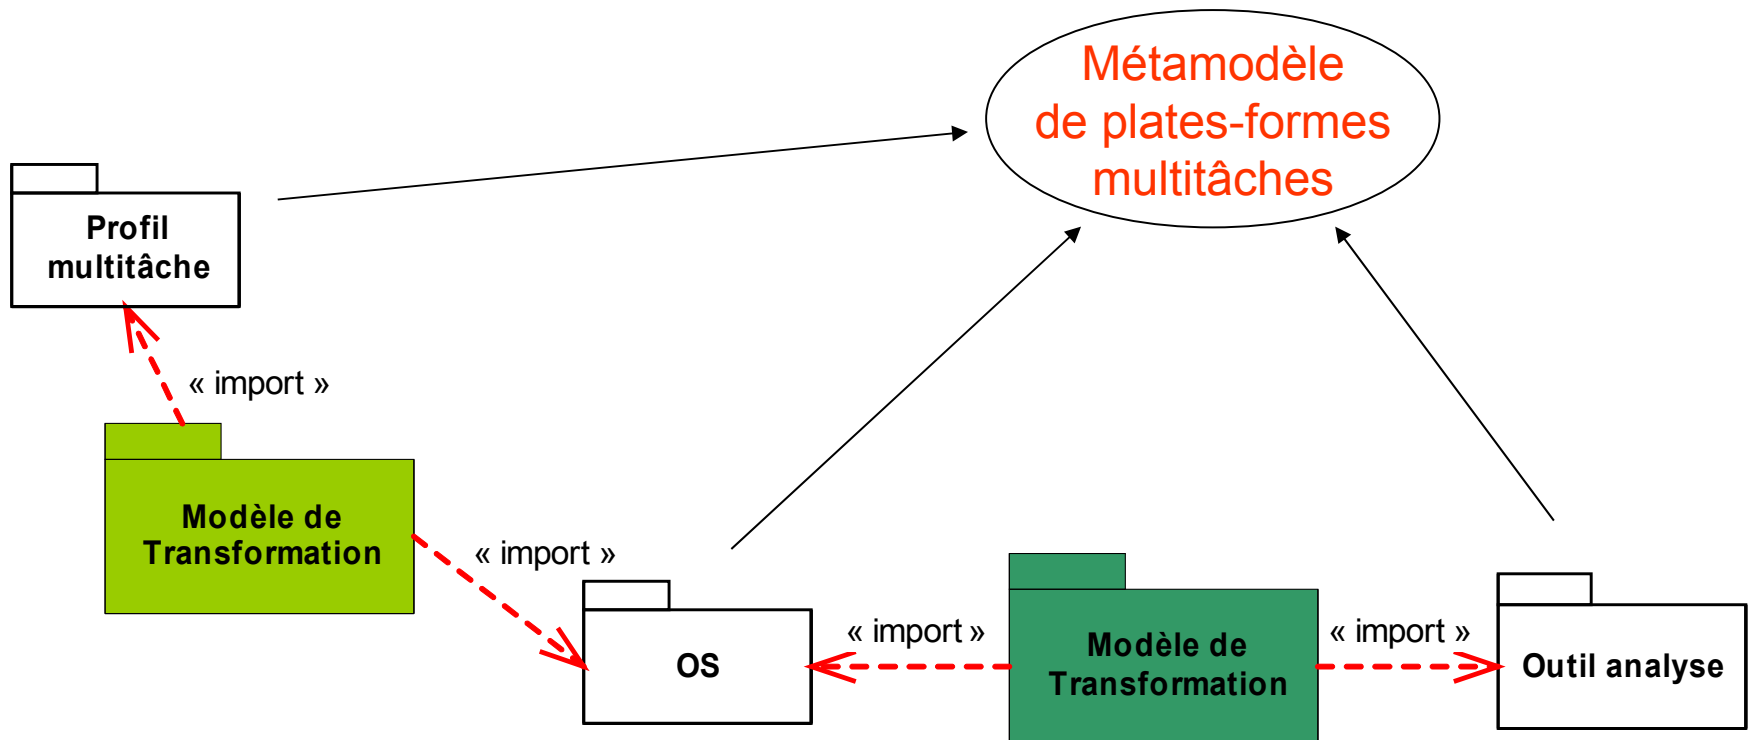 Métamodèle
de plates-formes
multitâches
Profil
multitâche
« import »
Modèle de
Transformation
« import »
OS
« import »
Modèle de
Transformation
« import »
Outil analyse